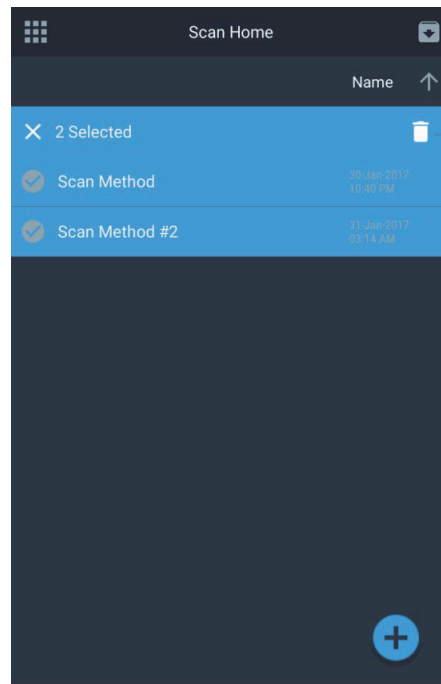 Scan Home
Name
2 Selected
Scan Method
30-Jan-2017
10:40 PM
Scan Method #2
31-Jan-2017
03:14 AM